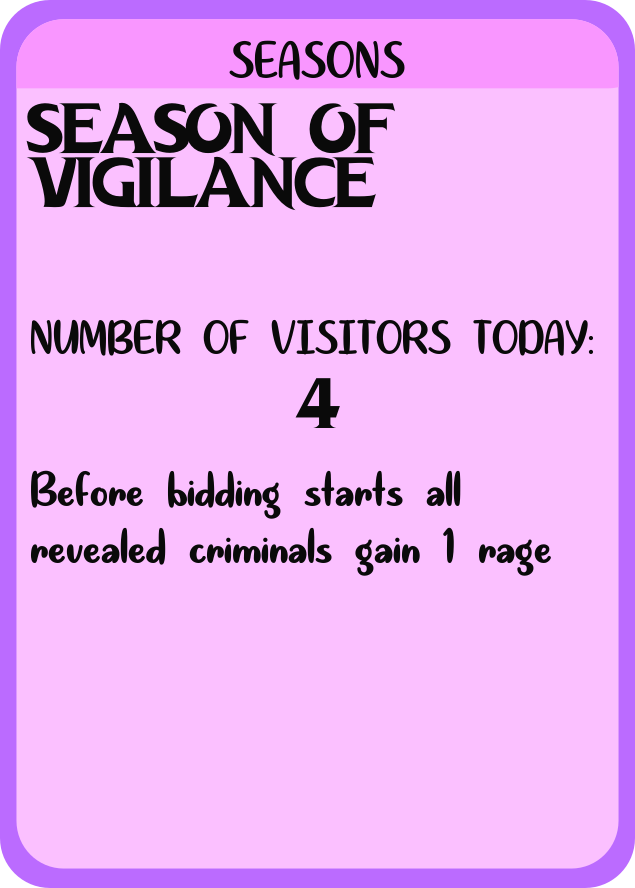 SEASONS
SEASON OF
VIGILANCE
NUMBER OF VISITORS TODAY:
4
Before bidding starts all
revealed criminals gain 1 rage